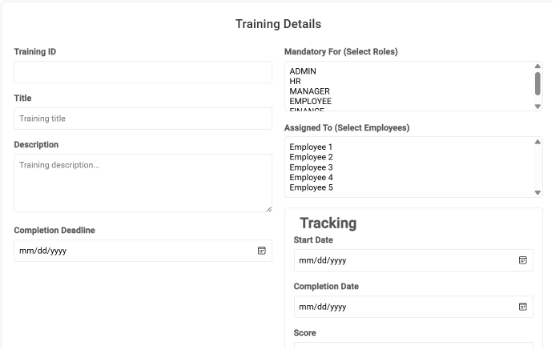 Training Details
Training ID
Title
Training title
Description
Training description...
Completion Deadline
mm/dd/yyyy
Mandatory For (Select Roles)
ADMIN
HR
MANAGER
EMPLOYEE
FINANCE
Assigned To (Select Employees)
Employee 1
Employee 2
Employee 3
Employee 4
Employee 5
Tracking
Start Date
mm/dd/yyyy
Completion Date
mm/dd/yyyy
Score